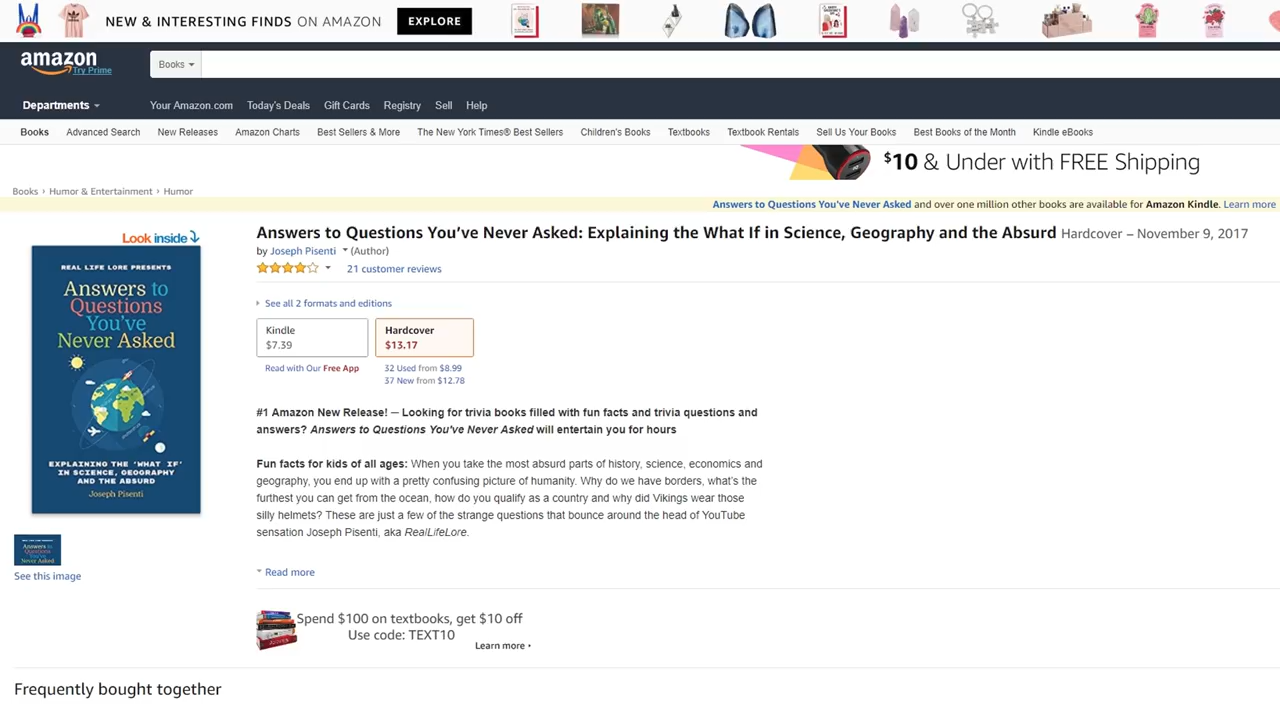 NEW & INTERESTING FINDS ON AMAZON EXPLORE
amazon
Try Prime
Books
Departments Your Amazon.com Today's Deals Gift Cards Registry Sell Help
Books Advanced Search New Releases Amazon Charts Best Sellers & More The New York Times® Best Sellers Children's Books Textbooks Textbook Rentals Sell Us Your Books Best Books of the Month Kindle eBooks
$10 & Under with FREE Shipping
Books › Humor & Entertainment › Humor
Answers to Questions You've Never Asked and over one million other books are available for Amazon Kindle. Learn more
Look inside
REAL LIFE LORE PRESENTS
Answers to
Questions
You've
Never Asked
EXPLAINING THE 'WHAT IF'
IN SCIENCE, GEOGRAPHY
AND THE ABSURD
Joseph Pisenti
See this image
Answers to Questions You've Never Asked: Explaining the What If in Science, Geography and the Absurd Hardcover – November 9, 2017
by Joseph Pisenti (Author)
21 customer reviews
See all 2 formats and editions
Kindle
$7.39
Read with Our Free App
Hardcover
$13.17
32 Used from $8.99
37 New from $12.78
#1 Amazon New Release! ─ Looking for trivia books filled with fun facts and trivia questions and
answers? Answers to Questions You've Never Asked will entertain you for hours
Fun facts for kids of all ages: When you take the most absurd parts of history, science, economics and
geography, you end up with a pretty confusing picture of humanity. Why do we have borders, what's the
furthest you can get from the ocean, how do you qualify as a country and why did Vikings wear those
silly helmets? These are just a few of the strange questions that bounce around the head of YouTube
sensation Joseph Pisenti, aka RealLifeLore.
Read more
Spend $100 on textbooks, get $10 off
Use code: TEXT10
Learn more
Frequently bought together